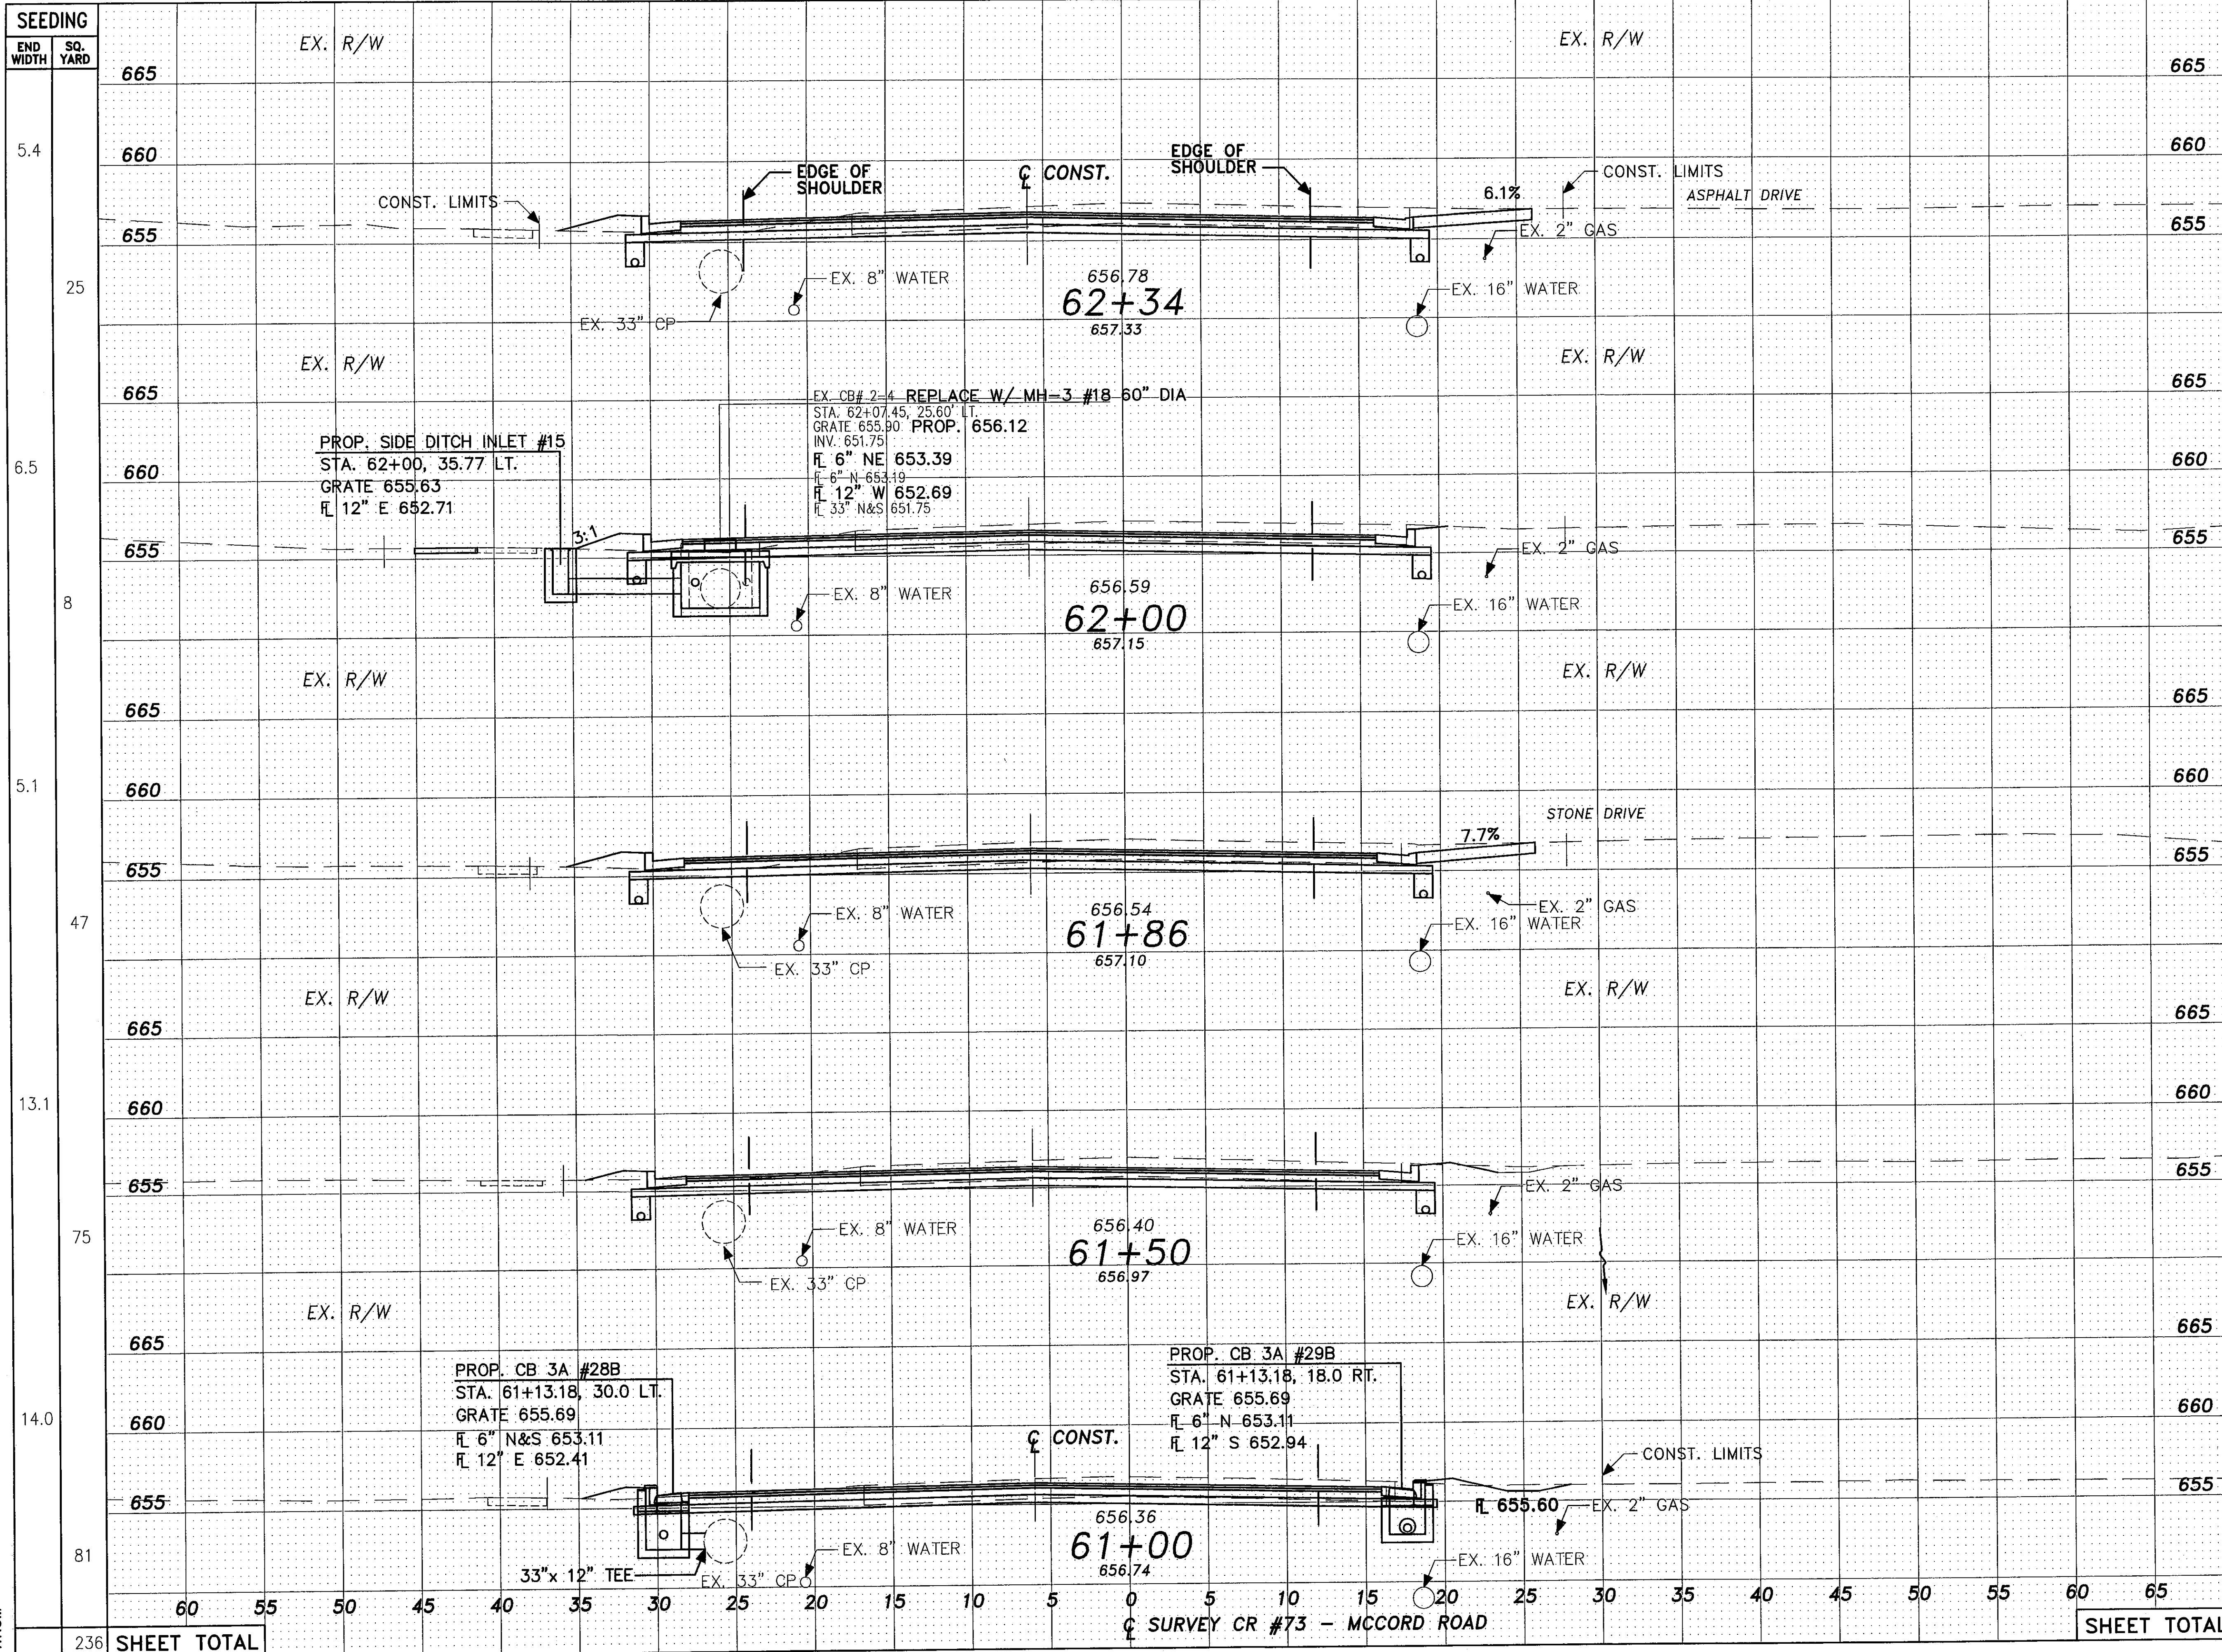 SEEDING
END WIDTH
SQ. YARD
EX. R/W
EX. R/W
665
665
5.4
660
660
EDGE OF
SHOULDER
℄ CONST.
EDGE OF
SHOULDER
CONST. LIMITS
CONST. LIMITS
6.1%
ASPHALT DRIVE
655
655
EX. 2" GAS
25
EX. 8" WATER
656.78
62+34
657.33
EX. 16" WATER
EX. 33" CP
EX. R/W
EX. R/W
665
665
EX. CB# 2-4 REPLACE W/ MH-3 #18 60" DIA
STA. 62+07.45, 25.60' LT.
GRATE 655.90 PROP. 656.12
INV. 651.75
FL 6" NE 653.39
FL 6" N 653.19
FL 12" W 652.69
FL 33" N&S 651.75
PROP. SIDE DITCH INLET #15
STA. 62+00, 35.77 LT.
GRATE 655.63
FL 12" E 652.71
6.5
660
660
3:1
655
655
EX. 2" GAS
8
EX. 8" WATER
656.59
62+00
657.15
EX. 16" WATER
EX. R/W
EX. R/W
665
665
5.1
660
660
STONE DRIVE
7.7%
655
655
EX. 2" GAS
47
EX. 8" WATER
656.54
61+86
657.10
EX. 16" WATER
EX. 33" CP
EX. R/W
EX. R/W
665
665
13.1
660
660
655
655
EX. 2" GAS
75
EX. 8" WATER
656.40
61+50
656.97
EX. 16" WATER
EX. 33" CP
EX. R/W
EX. R/W
665
665
PROP. CB 3A #28B
STA. 61+13.18, 30.0 LT.
GRATE 655.69
FL 6" N&S 653.11
FL 12" E 652.41
PROP. CB 3A #29B
STA. 61+13.18, 18.0 RT.
GRATE 655.69
FL 6" N 653.11
FL 12" S 652.94
14.0
660
660
℄ CONST.
CONST. LIMITS
655
655
FL 655.60
EX. 2" GAS
81
EX. 8" WATER
656.36
61+00
656.74
EX. 16" WATER
33"x 12" TEE
EX. 33" CP
60 55 50 45 40 35 30 25 20 15 10 5 0 5 10 15 20 25 30 35 40 45 50 55 60 65
℄ SURVEY CR #73 - MCCORD ROAD
236 SHEET TOTAL
SHEET TOTAL